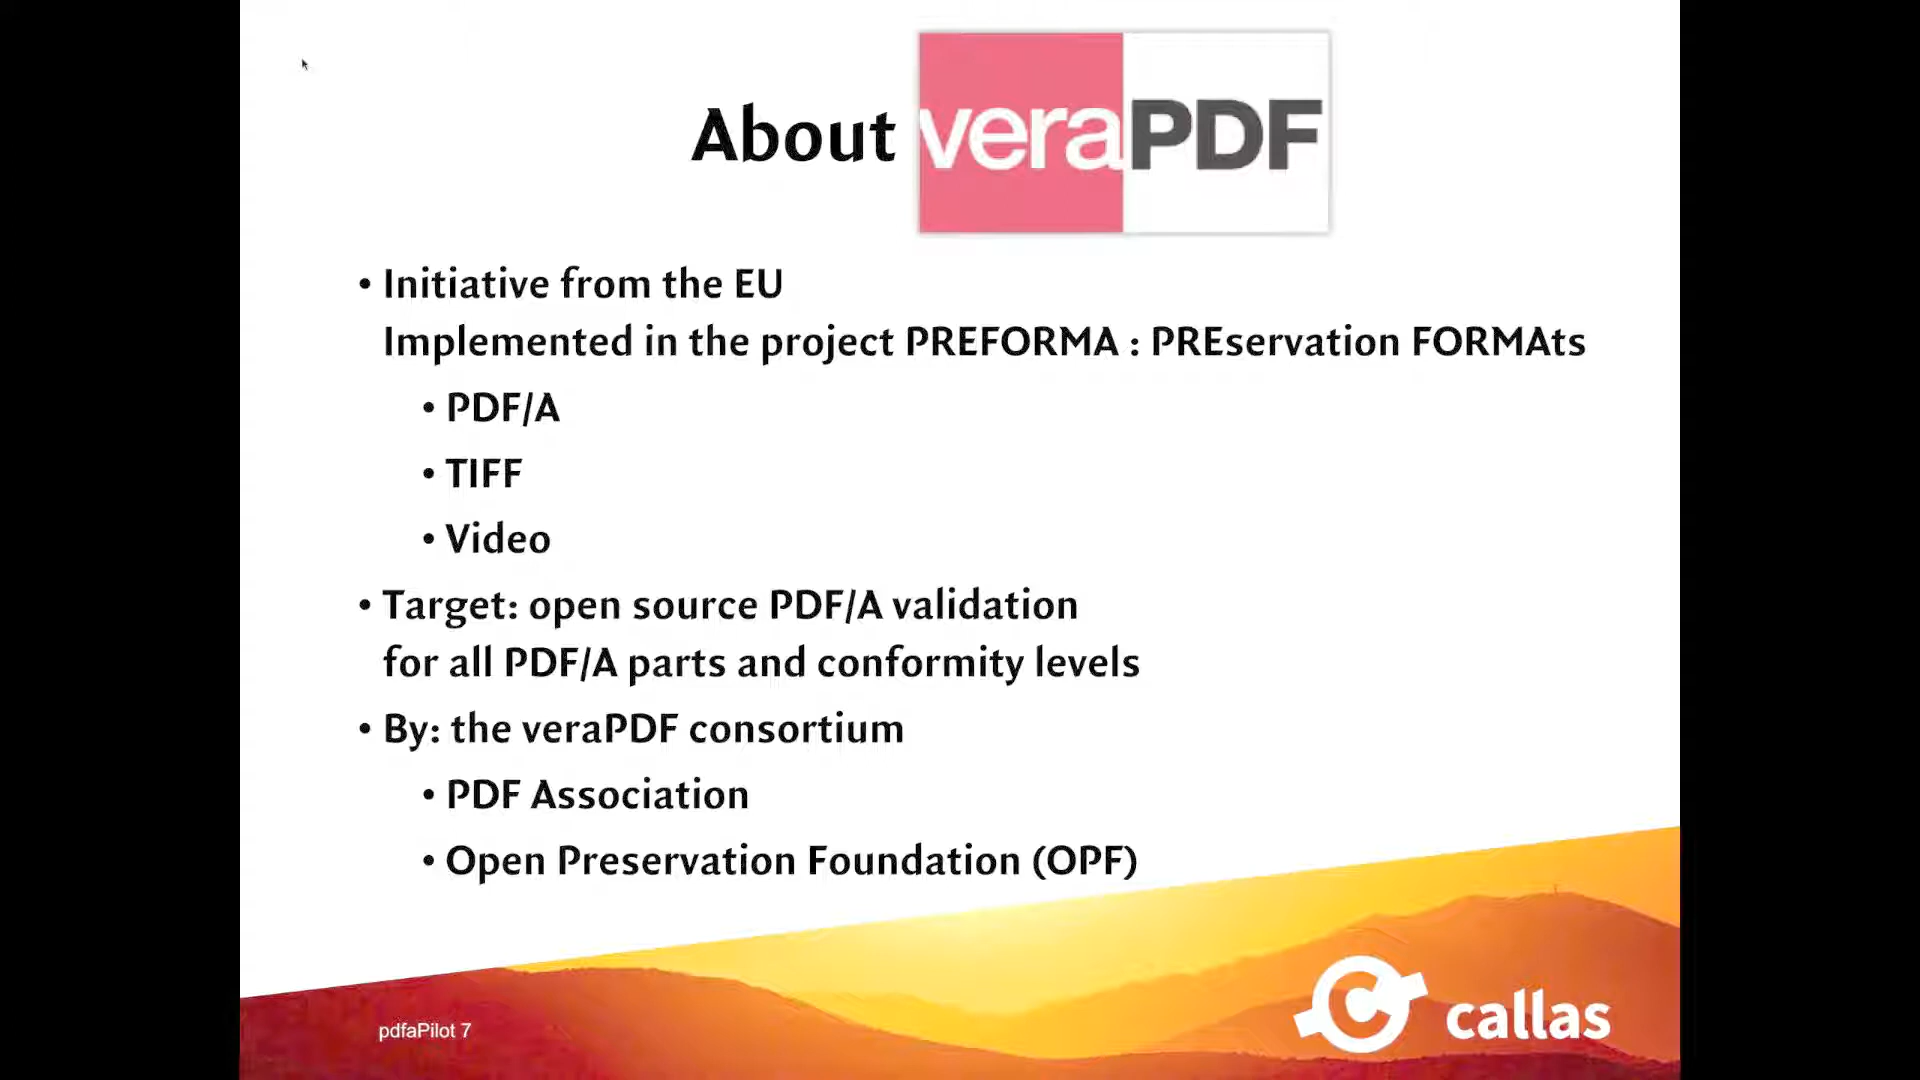 About veraPDF
• Initiative from the EU
Implemented in the project PREFORMA : PREservation FORMAts
• PDF/A
• TIFF
• Video
• Target: open source PDF/A validation
for all PDF/A parts and conformity levels
• By: the veraPDF consortium
• PDF Association
• Open Preservation Foundation (OPF)
pdfaPilot 7
callas